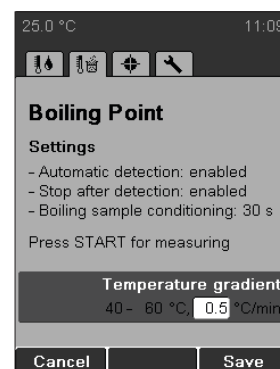 25.0 °C 11:09
Boiling Point
Settings
- Automatic detection: enabled
- Stop after detection: enabled
- Boiling sample conditioning: 30 s
Press START for measuring
Temperature gradient
40 - 60 °C, 0.5 °C/min
Cancel Save